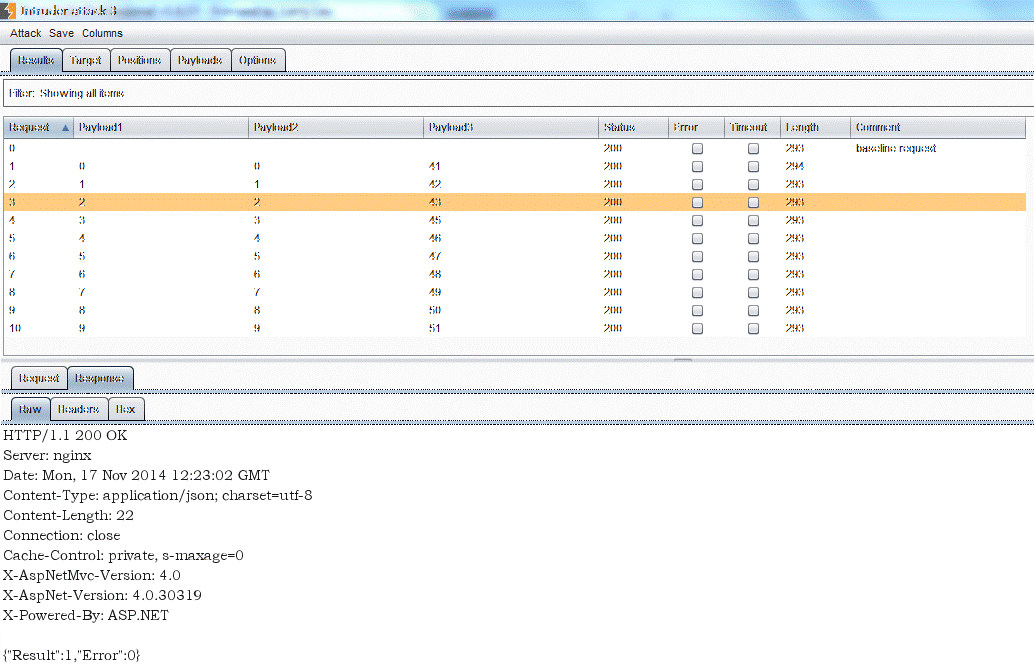 Intruder attack 3
Attack Save Columns
Results Target Positions Payloads Options
Filter: Showing all items
Request Payload1 Payload2 Payload3 Status Error Timeout Length Comment
0 200 293 baseline request
1 0 0 41 200 294
2 1 1 42 200 293
3 2 2 43 200 293
4 3 3 45 200 293
5 4 4 46 200 293
6 5 5 47 200 293
7 6 6 48 200 293
8 7 7 49 200 293
9 8 8 50 200 293
10 9 9 51 200 293
Request Response
Raw Headers Hex
HTTP/1.1 200 OK
Server: nginx
Date: Mon, 17 Nov 2014 12:23:02 GMT
Content-Type: application/json; charset=utf-8
Content-Length: 22
Connection: close
Cache-Control: private, s-maxage=0
X-AspNetMvc-Version: 4.0
X-AspNet-Version: 4.0.30319
X-Powered-By: ASP.NET
{"Result":1,"Error":0}